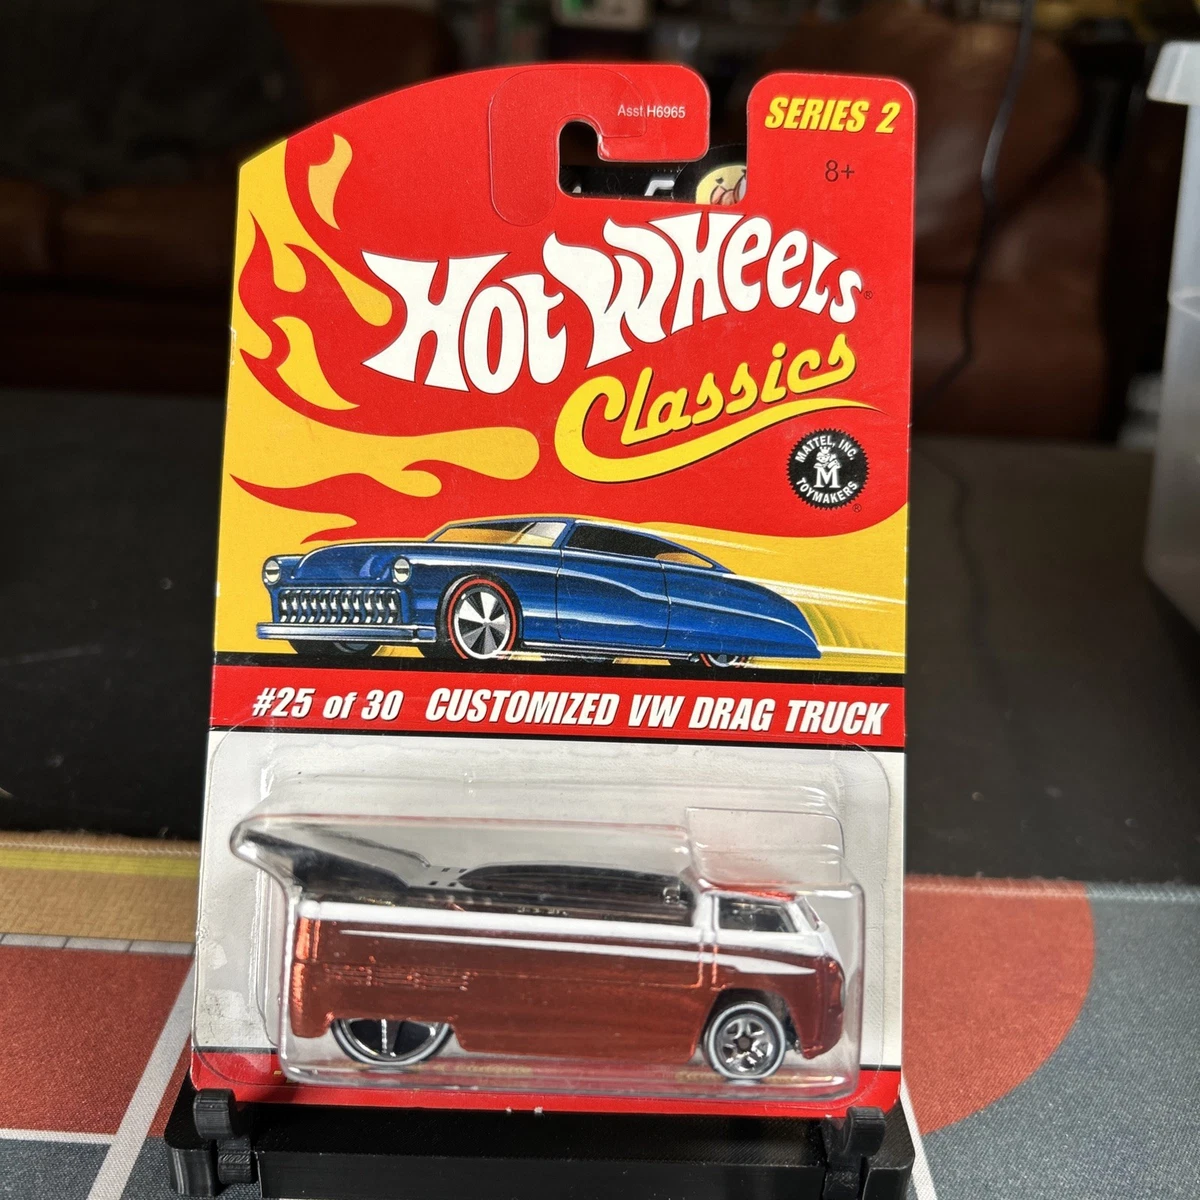 Asst H6965
SERIES 2
8+
Hot Wheels®
Classics
MATTEL, INC.
M
TOYMAKERS
®
#25 of 30 CUSTOMIZED VW DRAG TRUCK